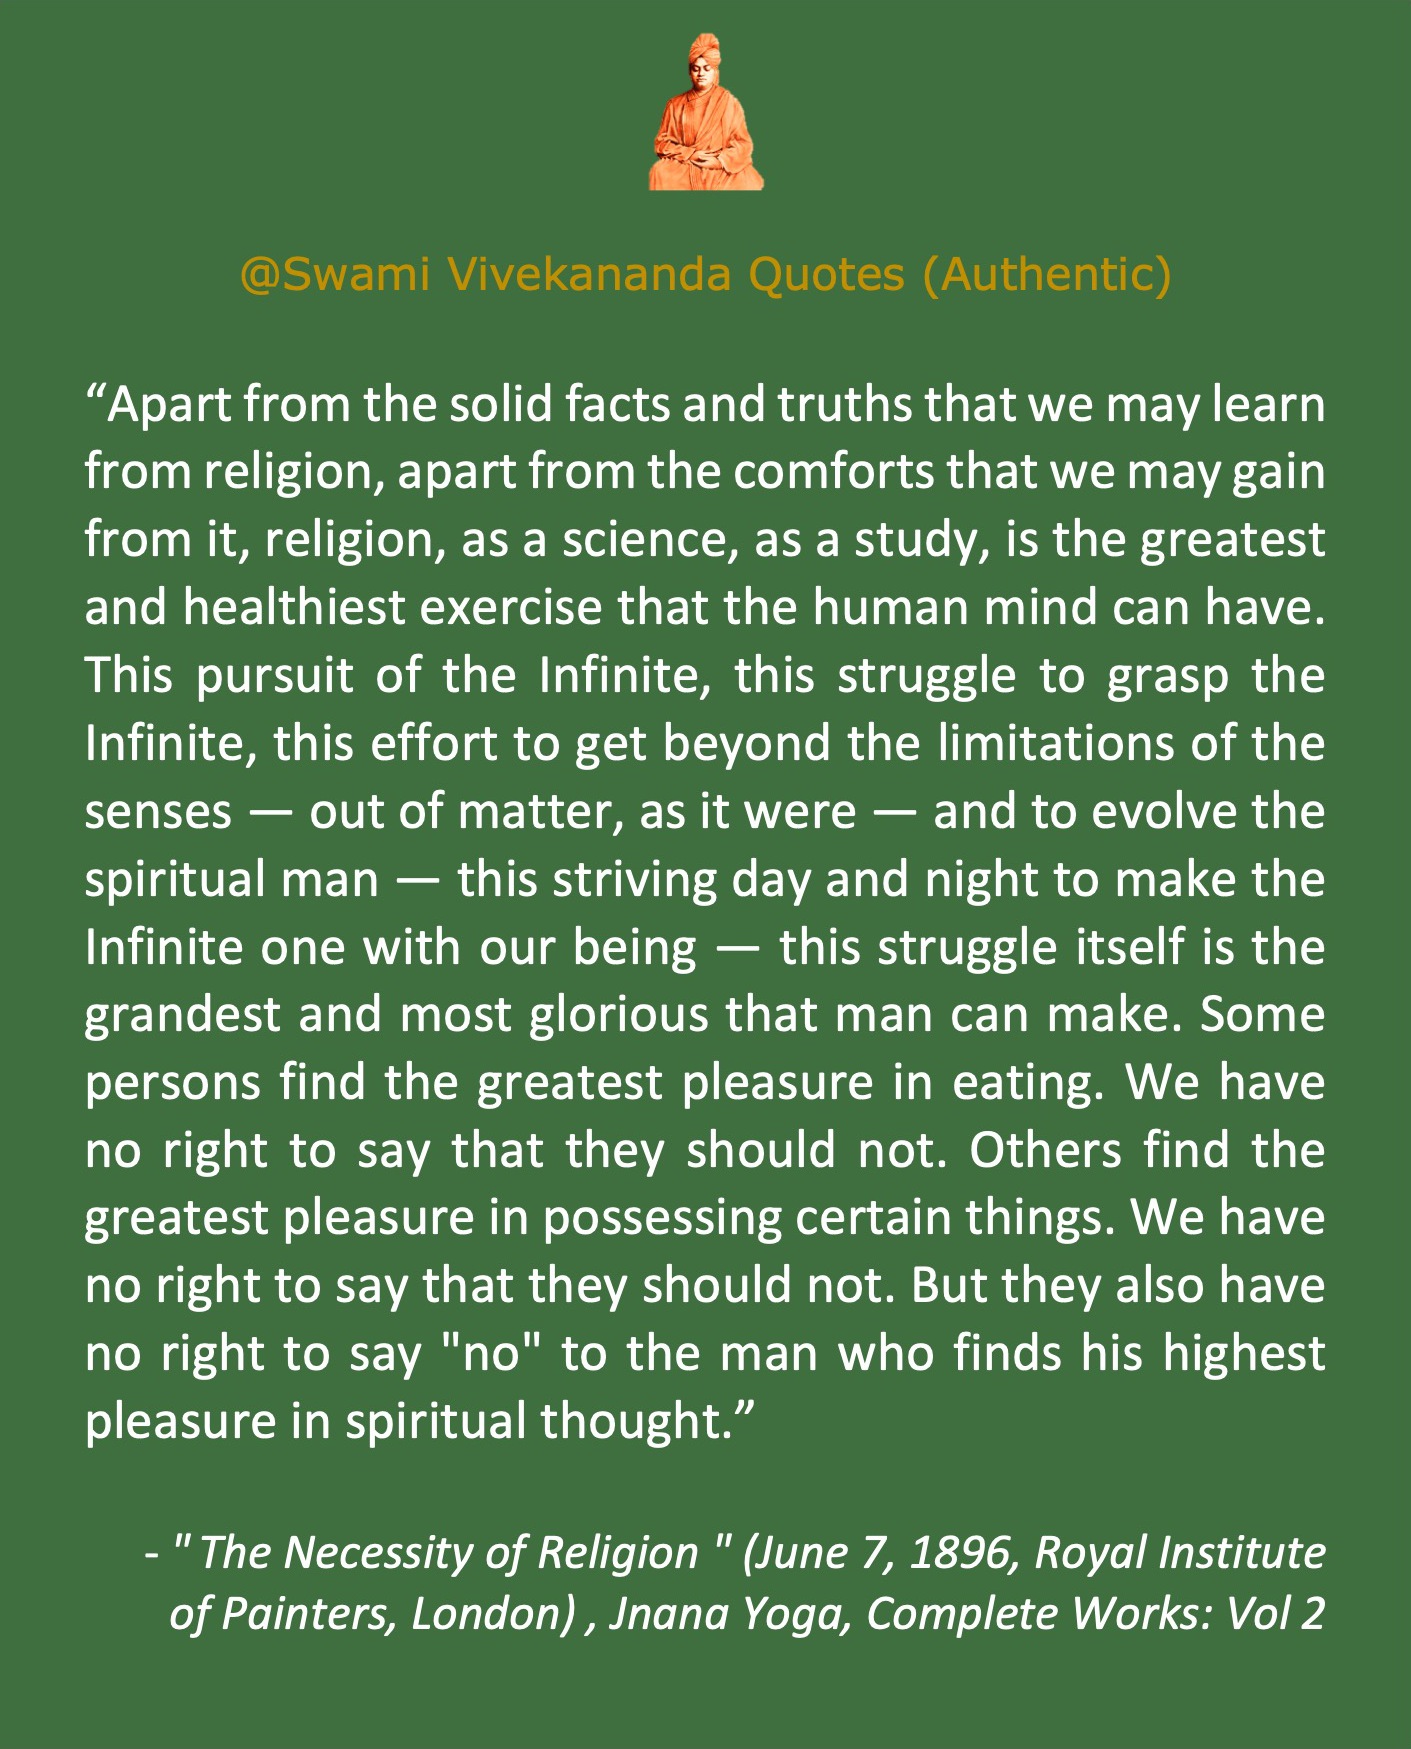 @Swami Vivekananda Quotes (Authentic)
“Apart from the solid facts and truths that we may learn
from religion, apart from the comforts that we may gain
from it, religion, as a science, as a study, is the greatest
and healthiest exercise that the human mind can have.
This pursuit of the Infinite, this struggle to grasp the
Infinite, this effort to get beyond the limitations of the
senses — out of matter, as it were — and to evolve the
spiritual man — this striving day and night to make the
Infinite one with our being — this struggle itself is the
grandest and most glorious that man can make. Some
persons find the greatest pleasure in eating. We have
no right to say that they should not. Others find the
greatest pleasure in possessing certain things. We have
no right to say that they should not. But they also have
no right to say "no" to the man who finds his highest
pleasure in spiritual thought.”
- " The Necessity of Religion " (June 7, 1896, Royal Institute
of Painters, London) , Jnana Yoga, Complete Works: Vol 2